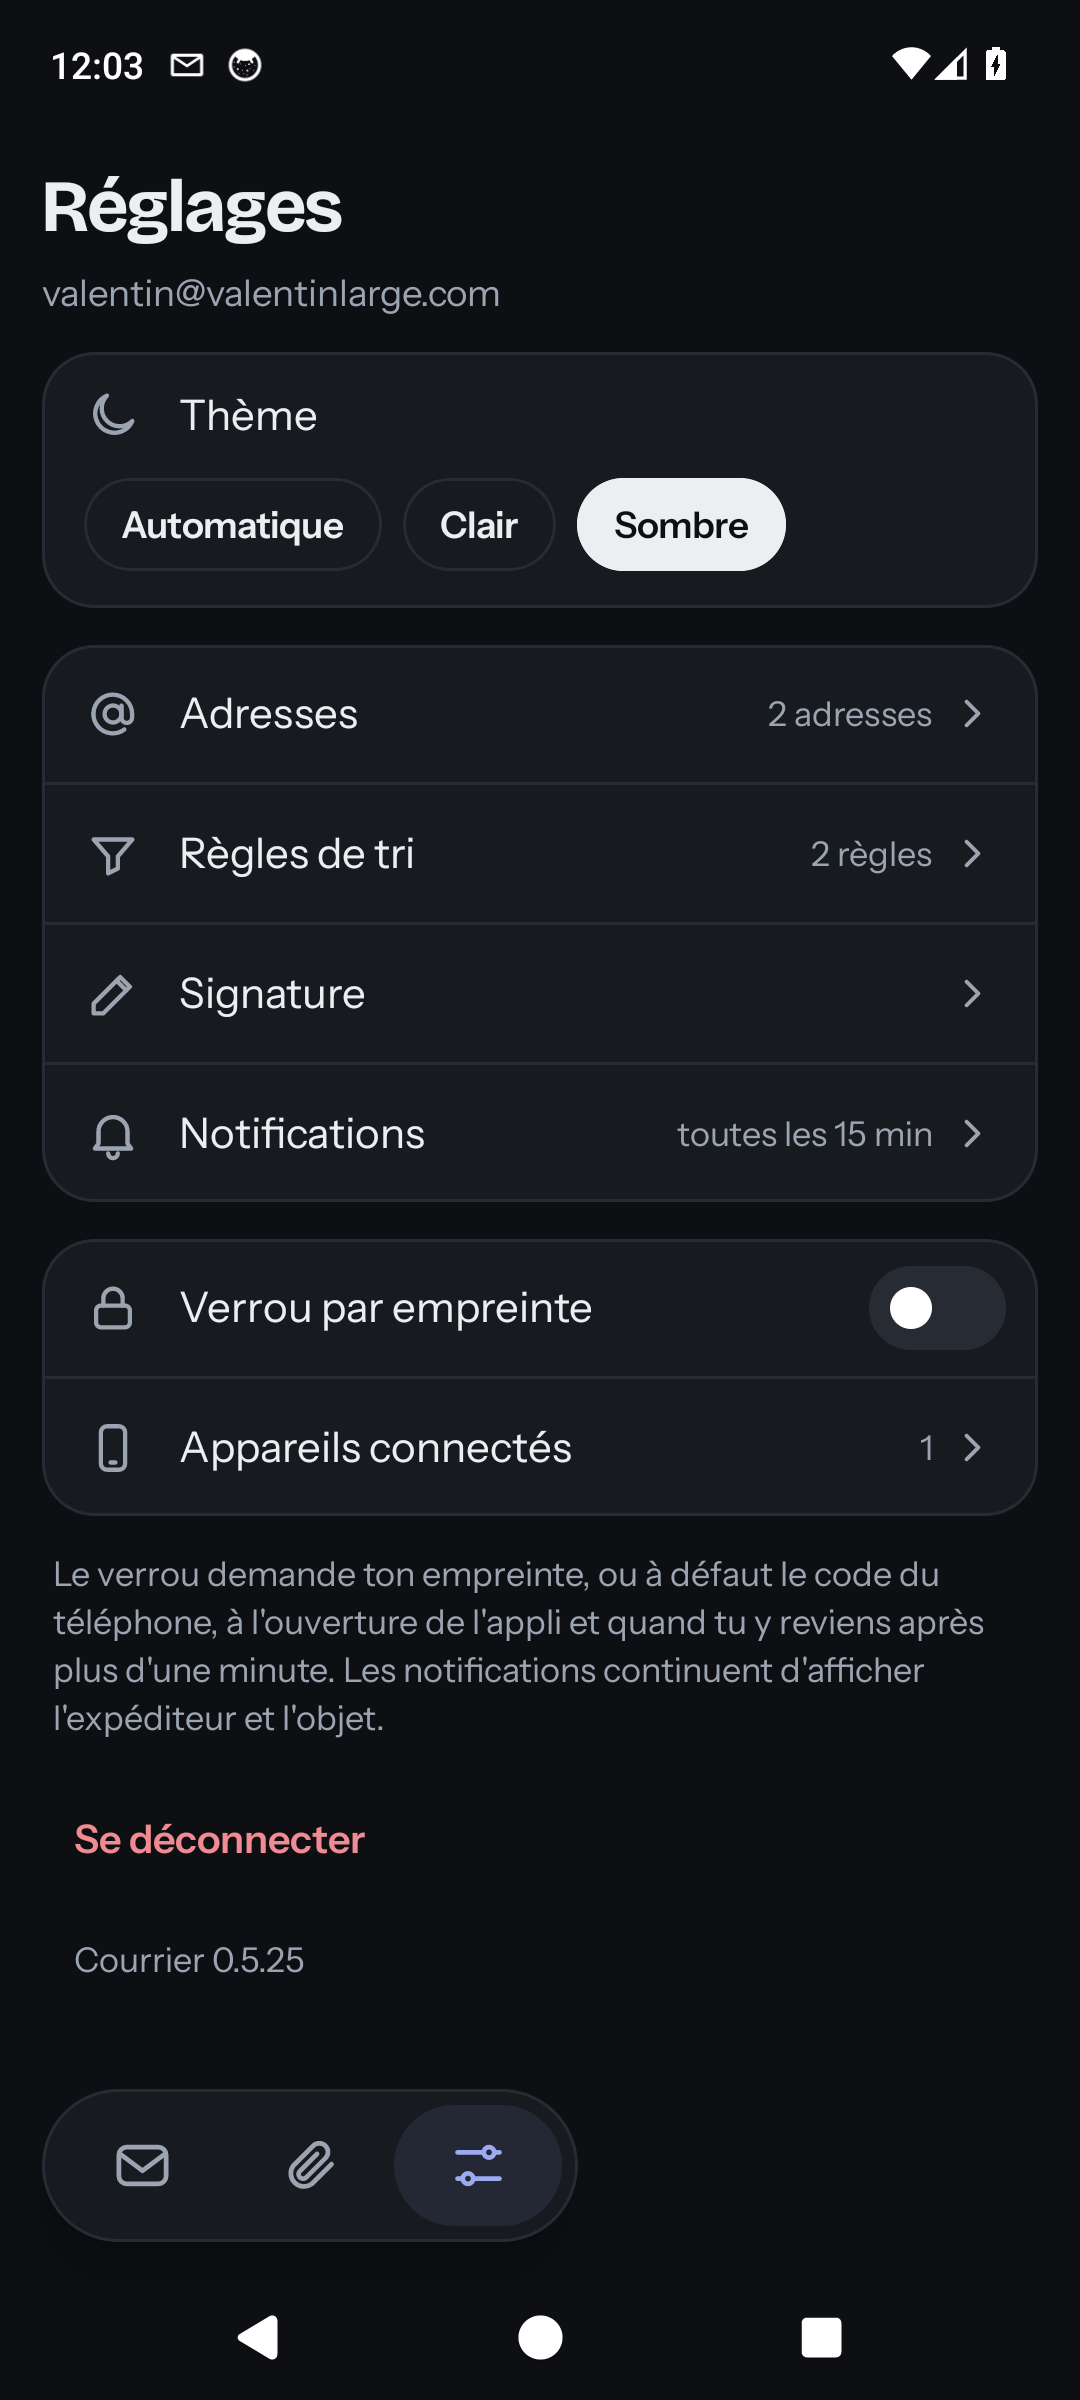 12:03
Réglages
valentin@valentinlarge.com
Thème
Automatique Clair Sombre
Adresses 2 adresses
Règles de tri 2 règles
Signature
Notifications toutes les 15 min
Verrou par empreinte
Appareils connectés 1
Le verrou demande ton empreinte, ou à défaut le code du
téléphone, à l'ouverture de l'appli et quand tu y reviens après
plus d'une minute. Les notifications continuent d'afficher
l'expéditeur et l'objet.
Se déconnecter
Courrier 0.5.25